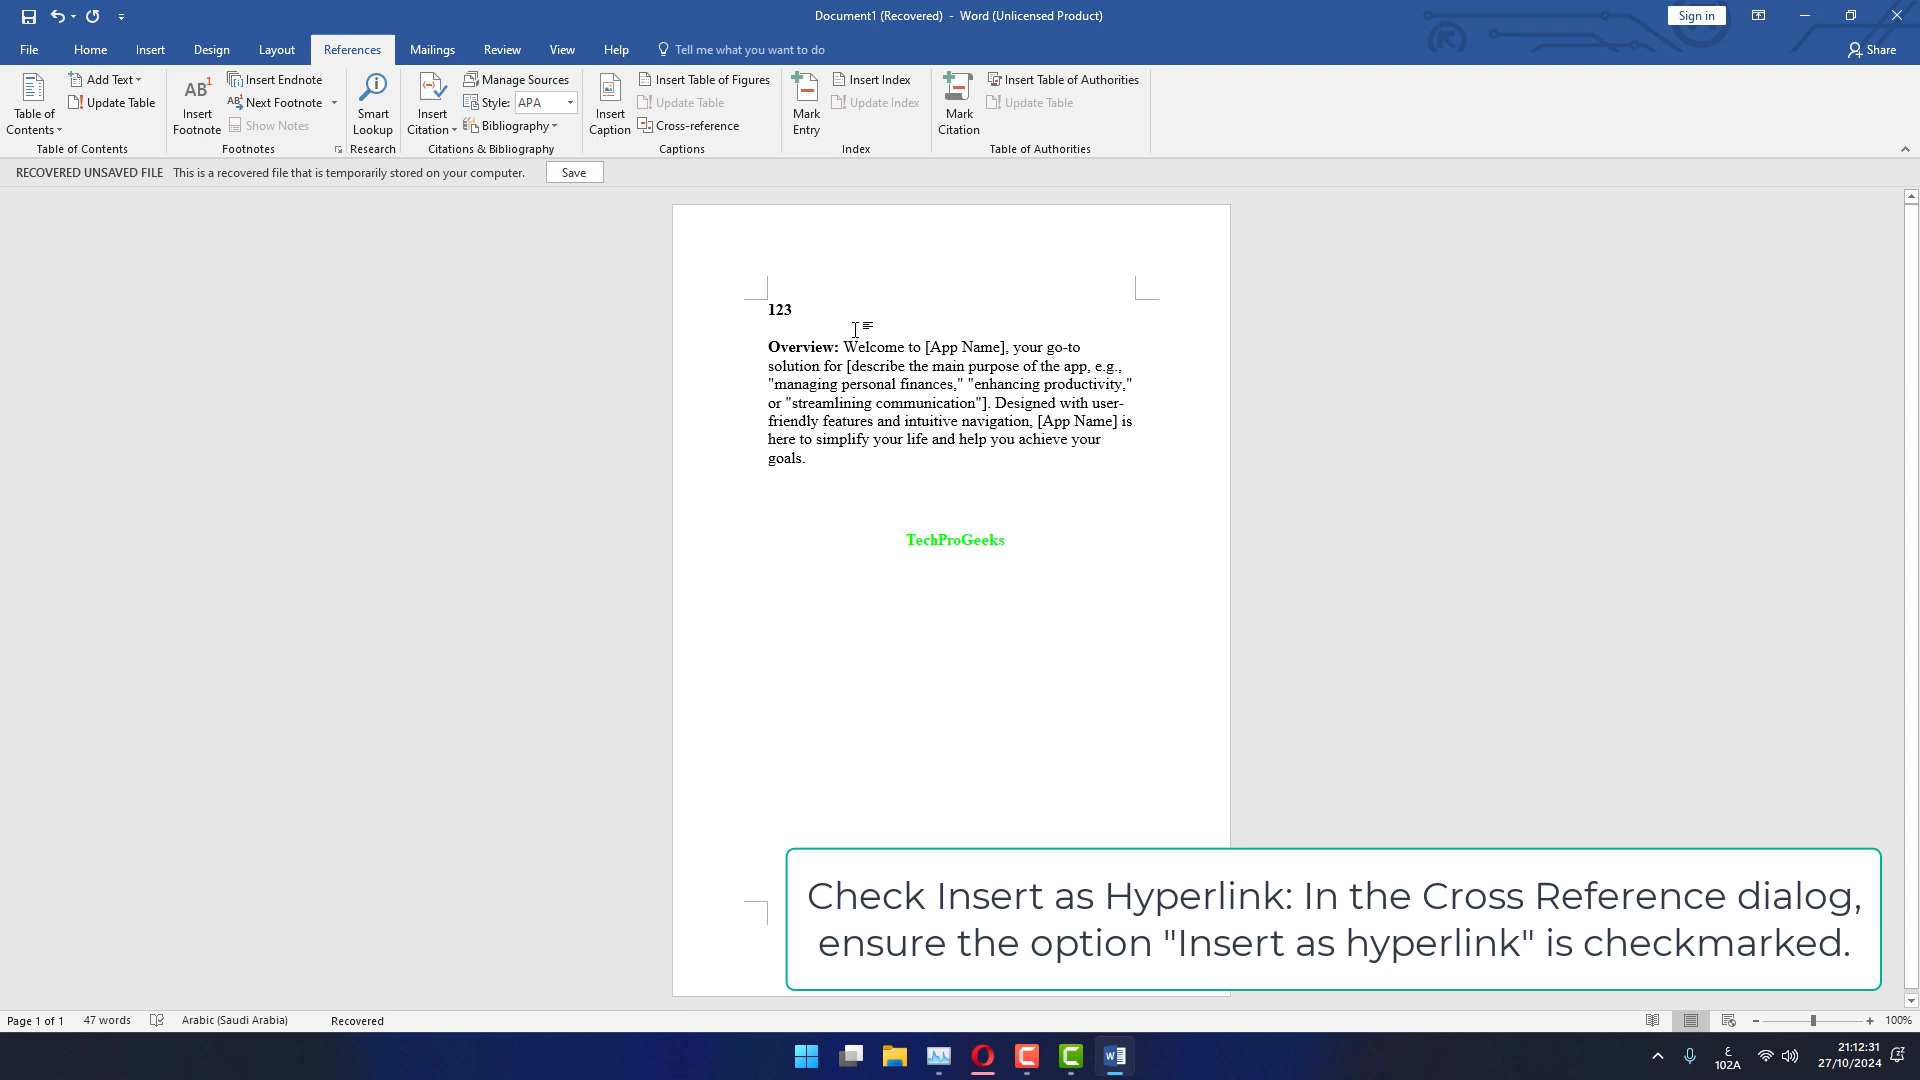 Document1 (Recovered) - Word (Unlicensed Product)
Sign in
File Home Insert Design Layout References Mailings Review View Help Tell me what you want to do
Share
Table of Contents
Add Text
Update Table
Table of Contents
AB1
Insert Footnote
Insert Endnote
AB1 Next Footnote
Show Notes
Footnotes
Smart Lookup
Research
Insert Citation
Manage Sources
Style: APA
Bibliography
Citations & Bibliography
Insert Caption
Insert Table of Figures
Update Table
Cross-reference
Captions
Mark Entry
Insert Index
Update Index
Index
Mark Citation
Insert Table of Authorities
Update Table
Table of Authorities
RECOVERED UNSAVED FILE This is a recovered file that is temporarily stored on your computer.
Save
123
Overview: Welcome to [App Name], your go-to
solution for [describe the main purpose of the app, e.g.,
"managing personal finances," "enhancing productivity,"
or "streamlining communication"]. Designed with user-
friendly features and intuitive navigation, [App Name] is
here to simplify your life and help you achieve your
goals.
TechProGeeks
Check Insert as Hyperlink: In the Cross Reference dialog,
ensure the option "Insert as hyperlink" is checkmarked.
Page 1 of 1 47 words Arabic (Saudi Arabia) Recovered
100%
ع
102A
21:12:31
27/10/2024